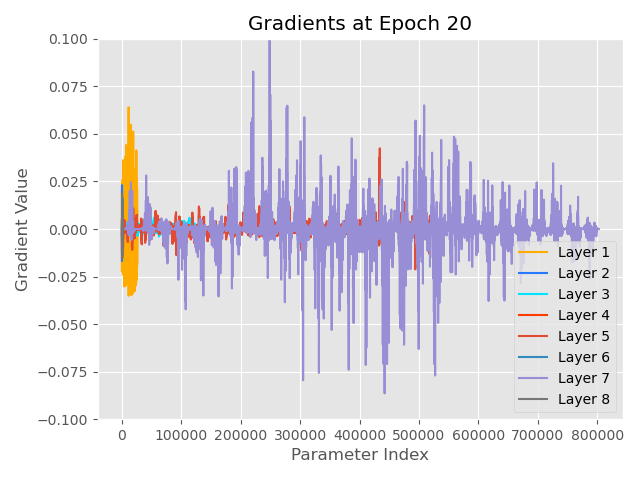 Gradients at Epoch 20
Gradient Value
0.100
0.075
0.050
0.025
0.000
−0.025
−0.050
−0.075
−0.100
0 100000 200000 300000 400000 500000 600000 700000 800000
Parameter Index
Layer 1
Layer 2
Layer 3
Layer 4
Layer 5
Layer 6
Layer 7
Layer 8